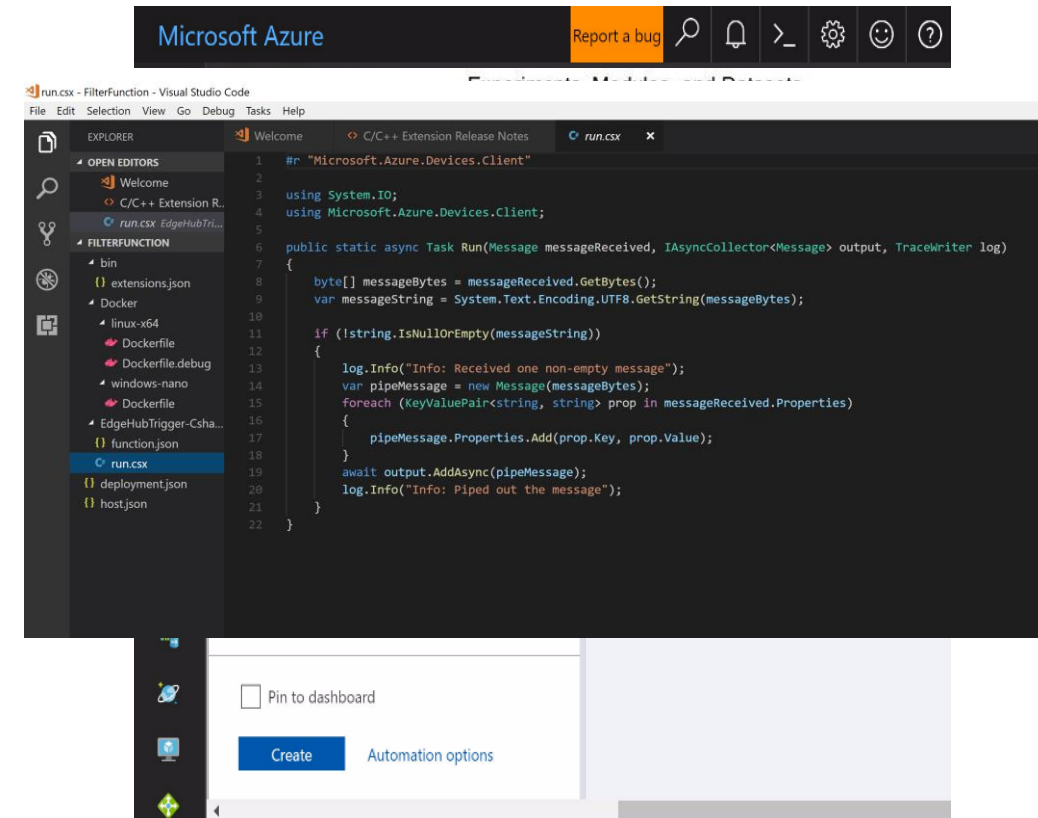 Microsoft Azure
Report a bug
run.csx - FilterFunction - Visual Studio Code
File Edit Selection View Go Debug Tasks Help
EXPLORER
OPEN EDITORS
Welcome
C/C++ Extension R..
run.csx EdgeHubTri...
FILTERFUNCTION
bin
{} extensions.json
Docker
linux-x64
Dockerfile
Dockerfile.debug
windows-nano
Dockerfile
EdgeHubTrigger-Csha...
{} function.json
run.csx
{} deployment.json
{} host.json
Welcome C/C++ Extension Release Notes run.csx
1 #r "Microsoft.Azure.Devices.Client"
2
3 using System.IO;
4 using Microsoft.Azure.Devices.Client;
5
6 public static async Task Run(Message messageReceived, IAsyncCollector<Message> output, TraceWriter log)
7 {
8 byte[] messageBytes = messageReceived.GetBytes();
9 var messageString = System.Text.Encoding.UTF8.GetString(messageBytes);
10
11 if (!string.IsNullOrEmpty(messageString))
12 {
13 log.Info("Info: Received one non-empty message");
14 var pipeMessage = new Message(messageBytes);
15 foreach (KeyValuePair<string, string> prop in messageReceived.Properties)
16 {
17 pipeMessage.Properties.Add(prop.Key, prop.Value);
18 }
19 await output.AddAsync(pipeMessage);
20 log.Info("Info: Piped out the message");
21 }
22 }
Pin to dashboard
Create Automation options